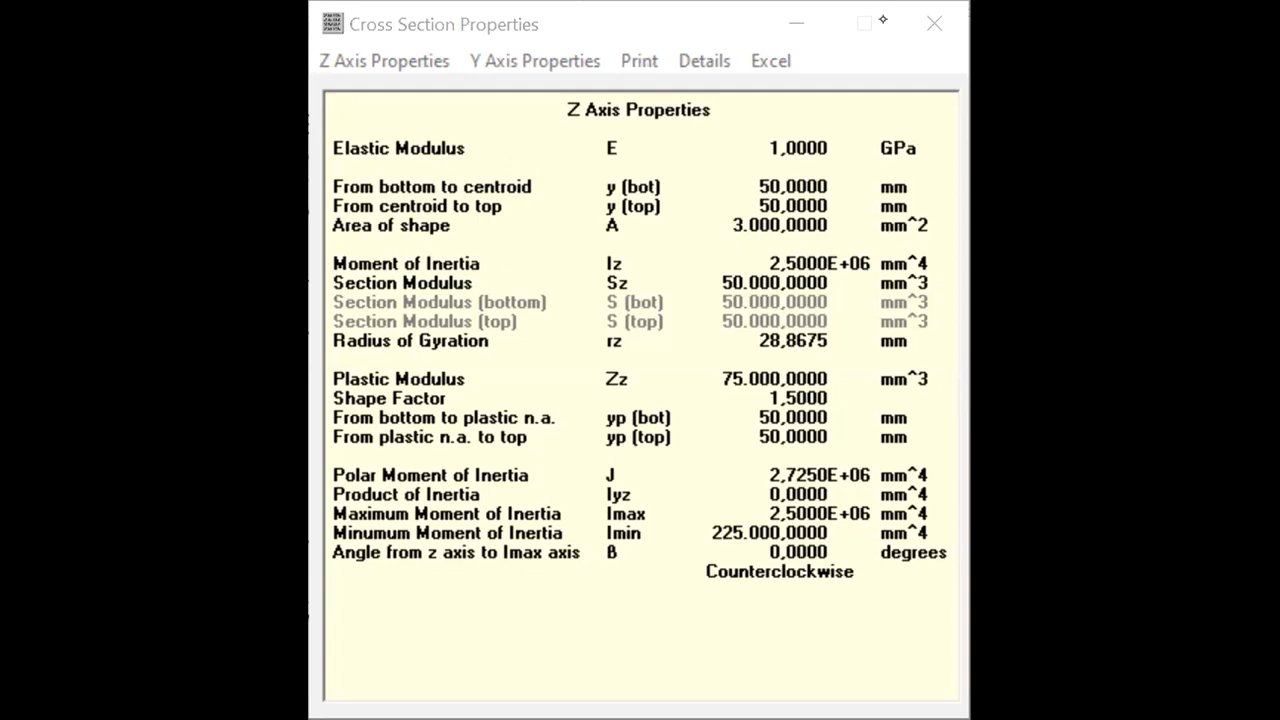 Cross Section Properties
Z Axis Properties Y Axis Properties Print Details Excel
Z Axis Properties
Elastic Modulus E 1,0000 GPa
From bottom to centroid y (bot) 50,0000 mm
From centroid to top y (top) 50,0000 mm
Area of shape A 3.000,0000 mm^2
Moment of Inertia Iz 2,5000E+06 mm^4
Section Modulus Sz 50.000,0000 mm^3
Section Modulus (bottom) S (bot) 50.000,0000 mm^3
Section Modulus (top) S (top) 50.000,0000 mm^3
Radius of Gyration rz 28,8675 mm
Plastic Modulus Zz 75.000,0000 mm^3
Shape Factor 1,5000
From bottom to plastic n.a. yp (bot) 50,0000 mm
From plastic n.a. to top yp (top) 50,0000 mm
Polar Moment of Inertia J 2,7250E+06 mm^4
Product of Inertia Iyz 0,0000 mm^4
Maximum Moment of Inertia Imax 2,5000E+06 mm^4
Minumum Moment of Inertia Imin 225.000,0000 mm^4
Angle from z axis to Imax axis ß 0,0000 degrees
Counterclockwise